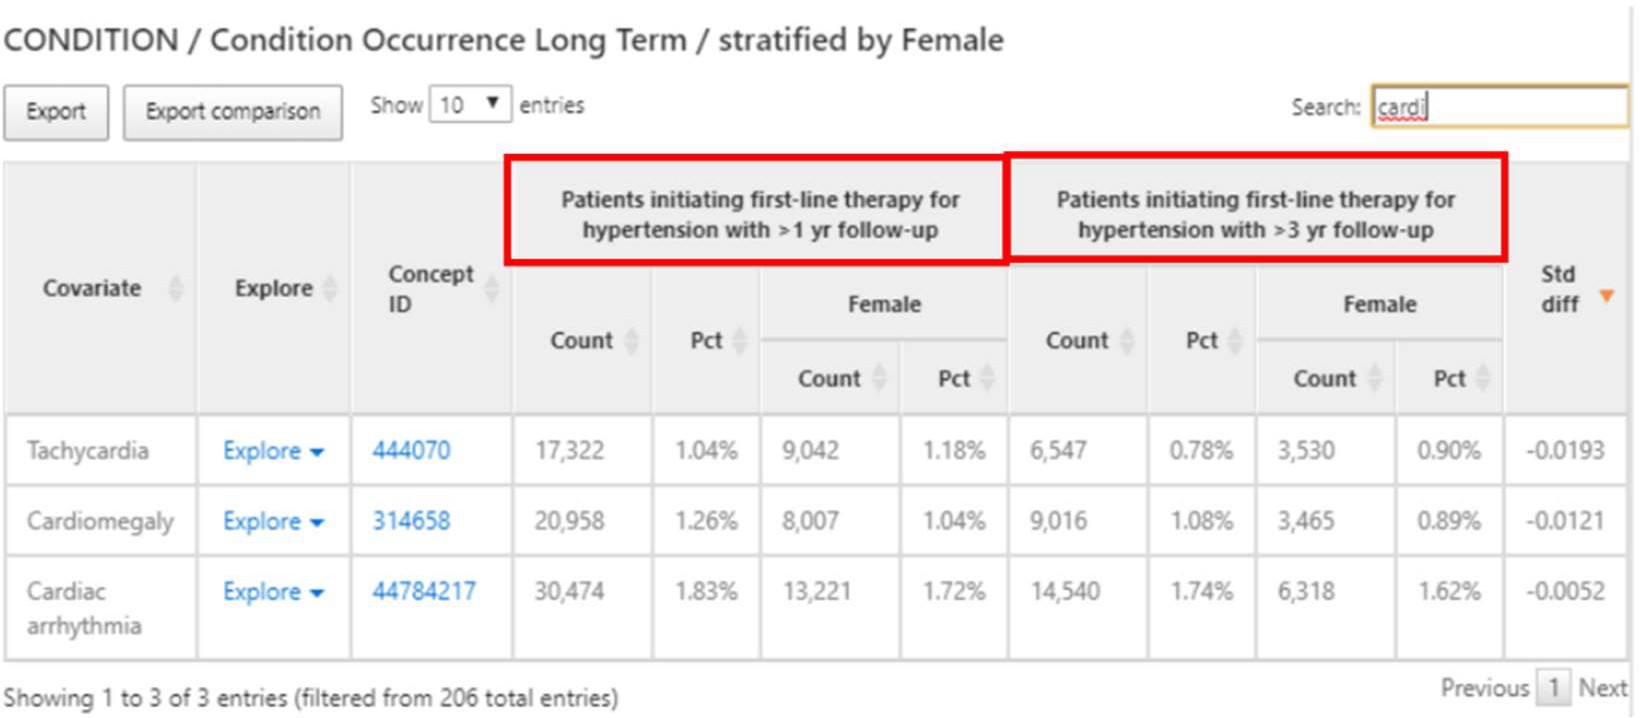 CONDITION / Condition Occurrence Long Term / stratified by Female
Export Export comparison Show 10 entries Search: cardi
Patients initiating first-line therapy for
hypertension with >1 yr follow-up
Patients initiating first-line therapy for
hypertension with >3 yr follow-up
Covariate Explore Concept
ID
Count Pct Female
Count Pct
Count Pct Female
Count Pct
Std
diff
Tachycardia Explore 444070 17,322 1.04% 9,042 1.18% 6,547 0.78% 3,530 0.90% -0.0193
Cardiomegaly Explore 314658 20,958 1.26% 8,007 1.04% 9,016 1.08% 3,465 0.89% -0.0121
Cardiac Explore 44784217 30,474 1.83% 13,221 1.72% 14,540 1.74% 6,318 1.62% -0.0052
arrhythmia
Showing 1 to 3 of 3 entries (filtered from 206 total entries)
Previous 1 Next